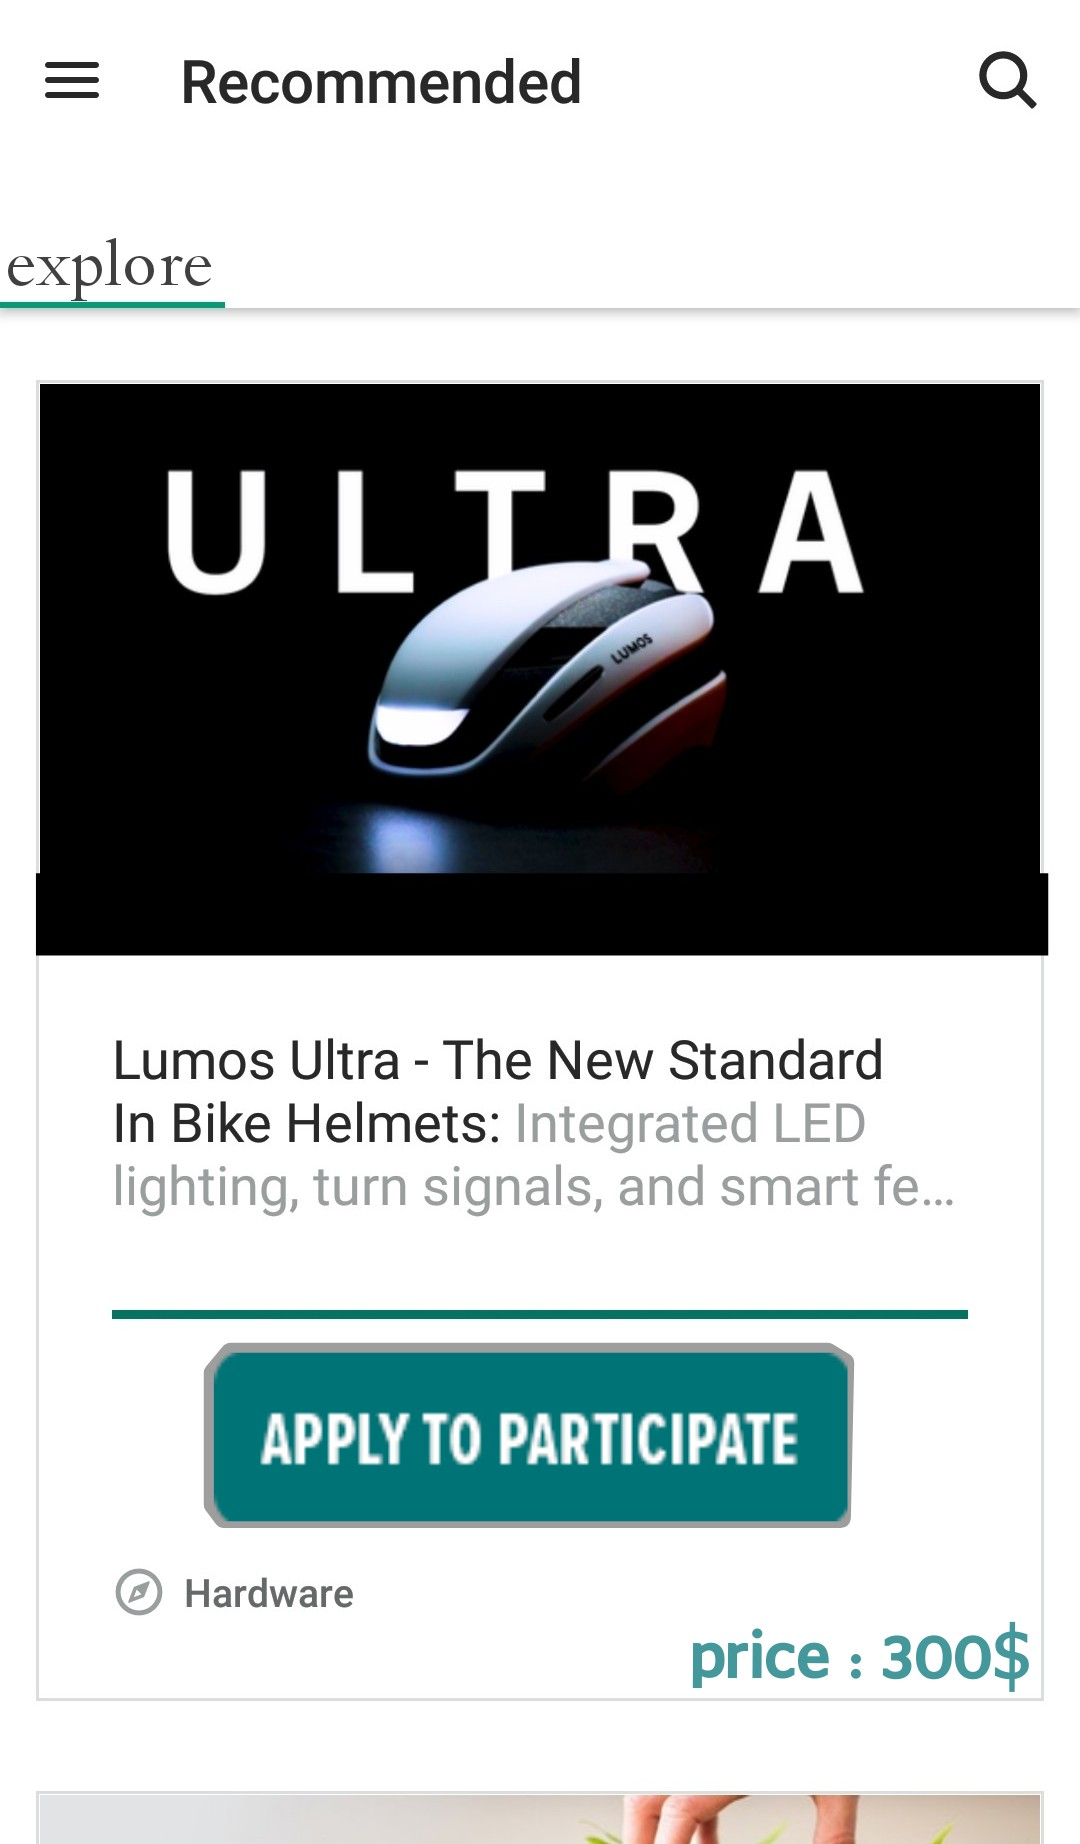 Recommended
explore
ULTRA
LUMOS
Lumos Ultra - The New Standard
In Bike Helmets: Integrated LED
lighting, turn signals, and smart fe...
APPLY TO PARTICIPATE
Hardware
price : 300$